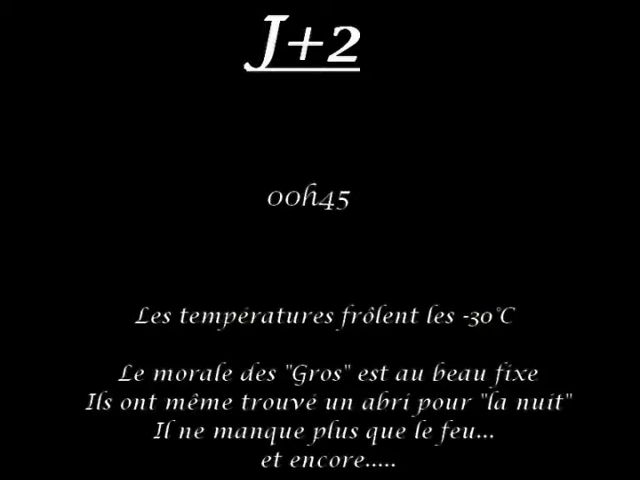 J+2
00h45
Les températures frôlent les -30°C
Le morale des "Gros" est au beau fixe
Ils ont même trouvé un abri pour "la nuit"
Il ne manque plus que le feu...
et encore.....